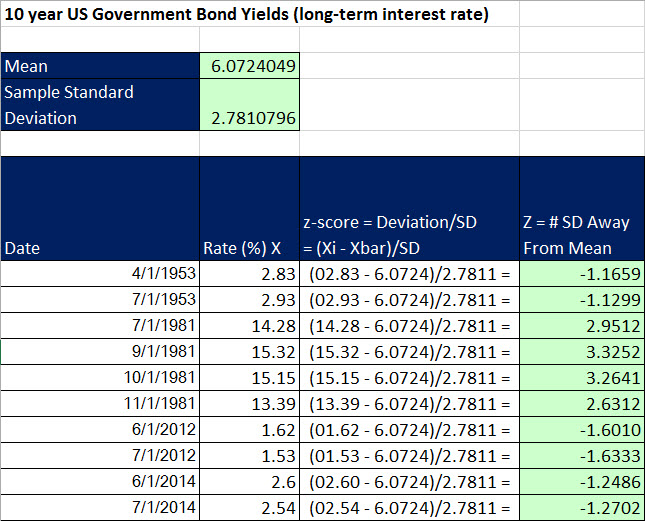 10 year US Government Bond Yields (long-term interest rate)
Mean 6.0724049
Sample Standard
Deviation 2.7810796
z-score = Deviation/SD Z = # SD Away
Date Rate (%) X = (Xi - Xbar)/SD From Mean
4/1/1953 2.83 (02.83 - 6.0724)/2.7811 = -1.1659
7/1/1953 2.93 (02.93 - 6.0724)/2.7811 = -1.1299
7/1/1981 14.28 (14.28 - 6.0724)/2.7811 = 2.9512
9/1/1981 15.32 (15.32 - 6.0724)/2.7811 = 3.3252
10/1/1981 15.15 (15.15 - 6.0724)/2.7811 = 3.2641
11/1/1981 13.39 (13.39 - 6.0724)/2.7811 = 2.6312
6/1/2012 1.62 (01.62 - 6.0724)/2.7811 = -1.6010
7/1/2012 1.53 (01.53 - 6.0724)/2.7811 = -1.6333
6/1/2014 2.6 (02.60 - 6.0724)/2.7811 = -1.2486
7/1/2014 2.54 (02.54 - 6.0724)/2.7811 = -1.2702